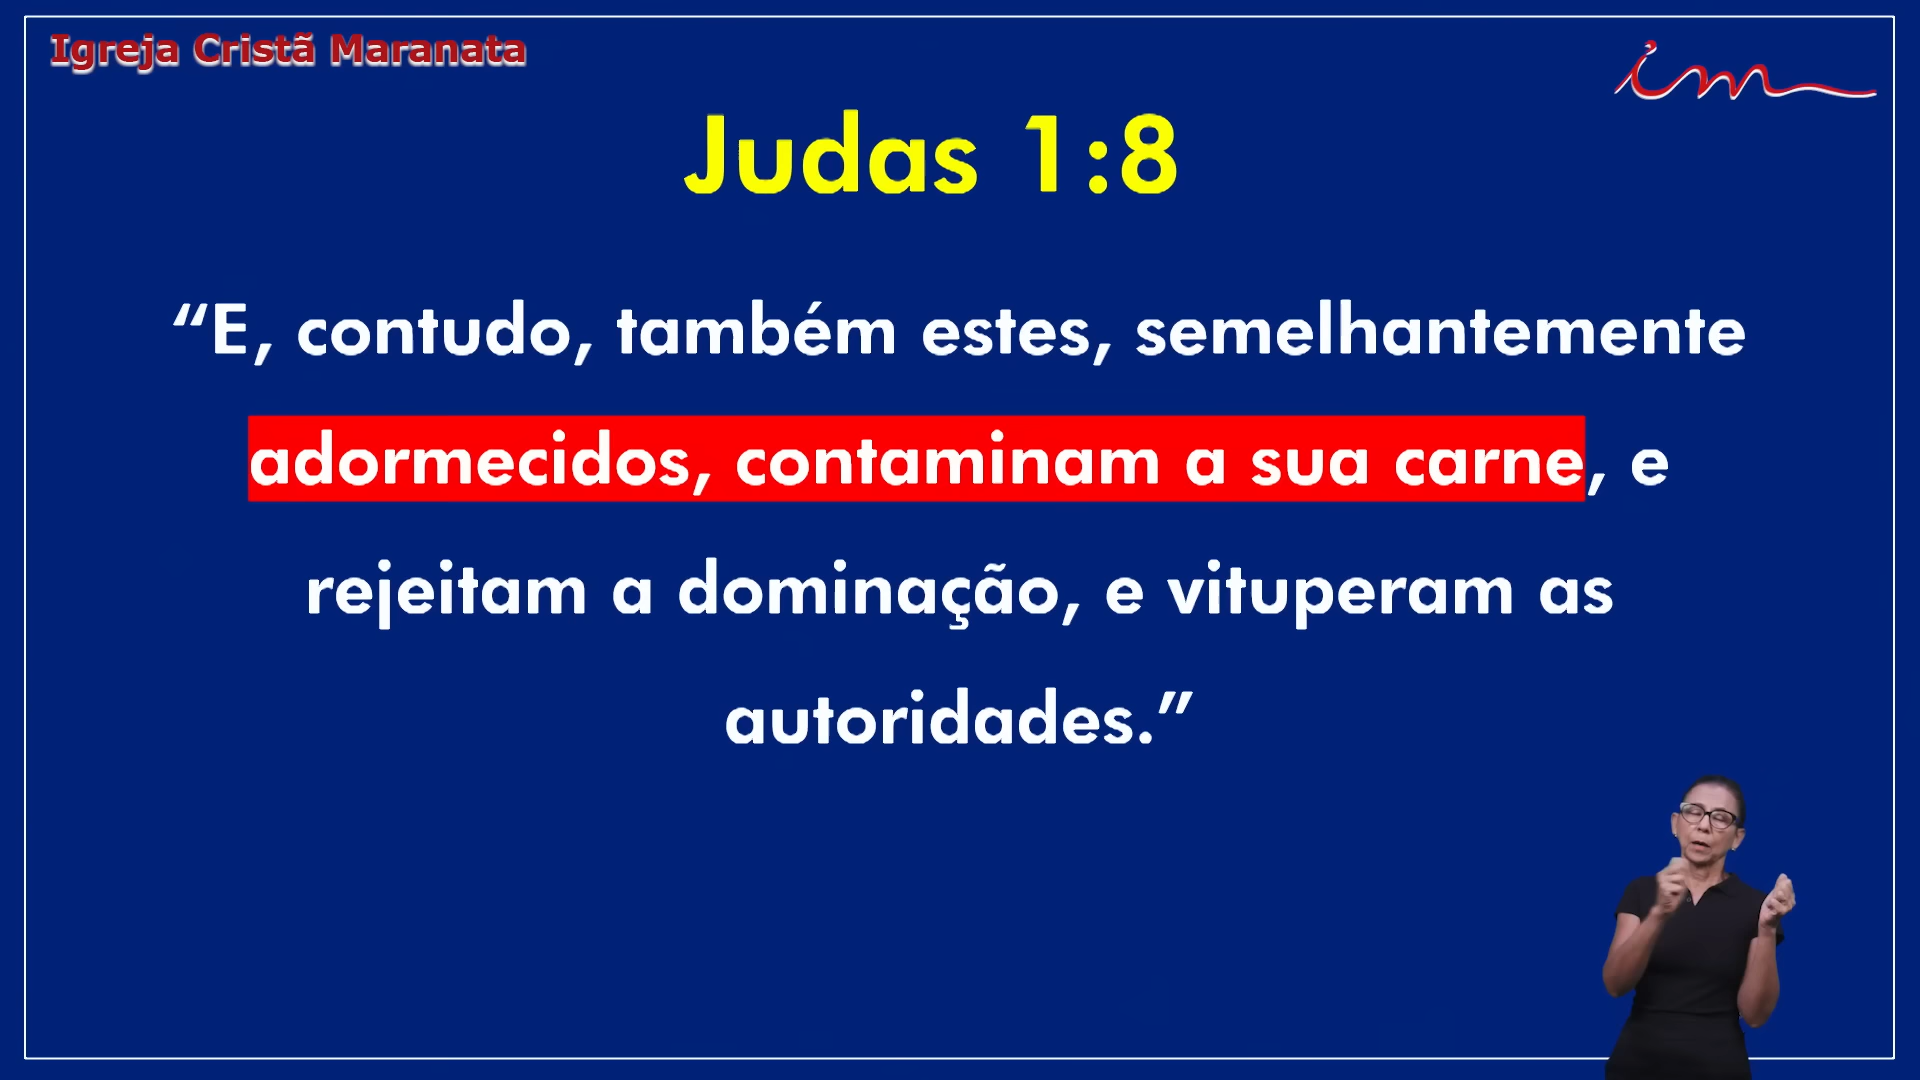 Igreja Cristã Maranata
im
Judas 1:8
“E, contudo, também estes, semelhantemente
adormecidos, contaminam a sua carne, e
rejeitam a dominação, e vituperam as
autoridades.”